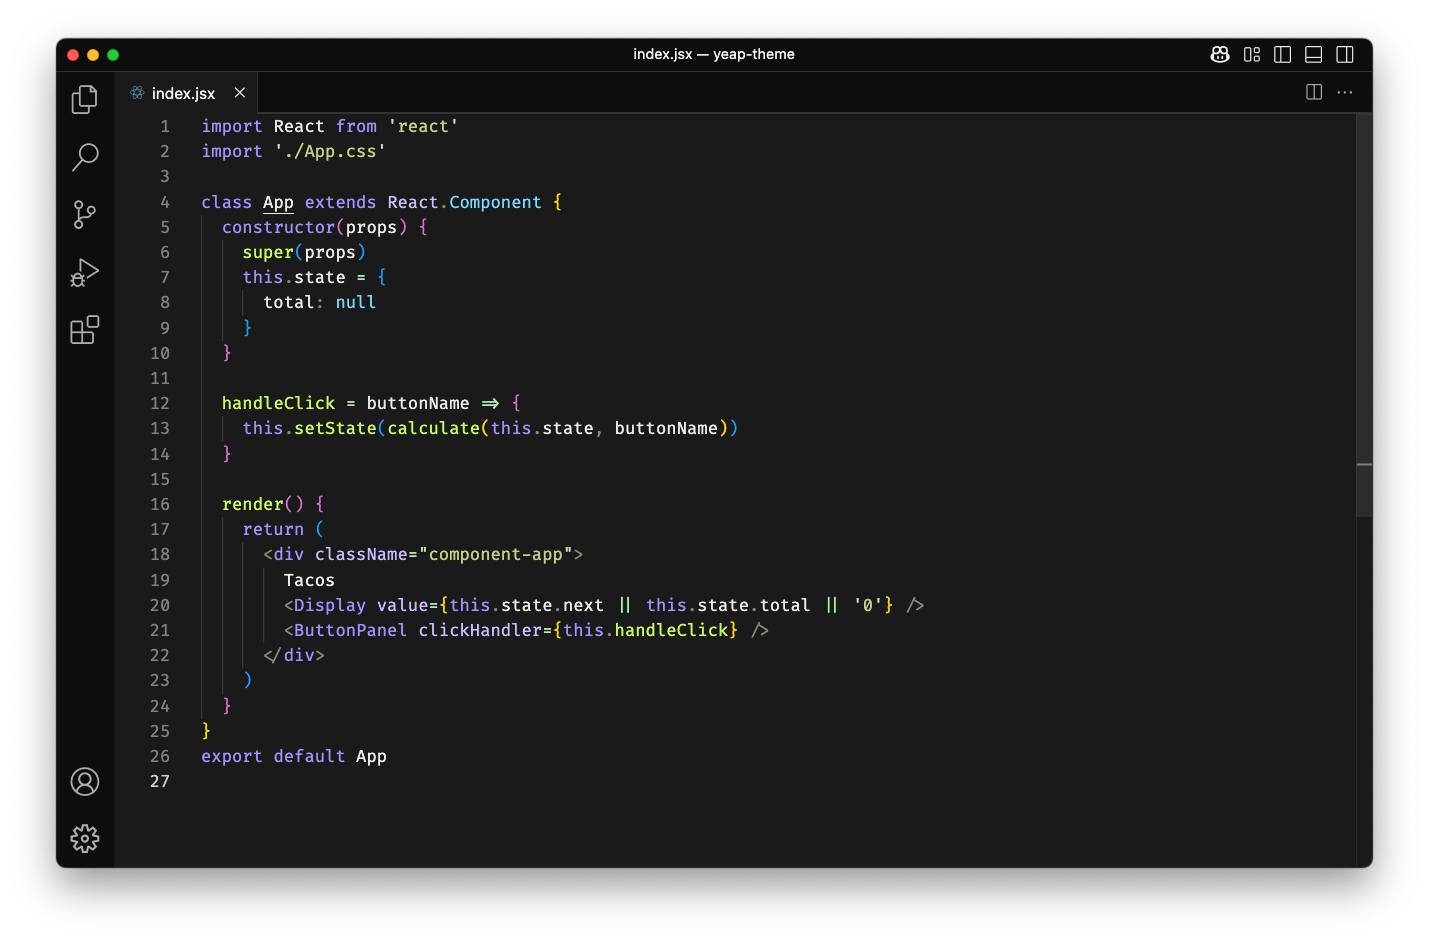 index.jsx — yeap-theme
index.jsx
1 import React from 'react'
2 import './App.css'
3
4 class App extends React.Component {
5 constructor(props) {
6 super(props)
7 this.state = {
8 total: null
9 }
10 }
11
12 handleClick = buttonName => {
13 this.setState(calculate(this.state, buttonName))
14 }
15
16 render() {
17 return (
18 <div className="component-app">
19 Tacos
20 <Display value={this.state.next || this.state.total || '0'} />
21 <ButtonPanel clickHandler={this.handleClick} />
22 </div>
23 )
24 }
25 }
26 export default App
27